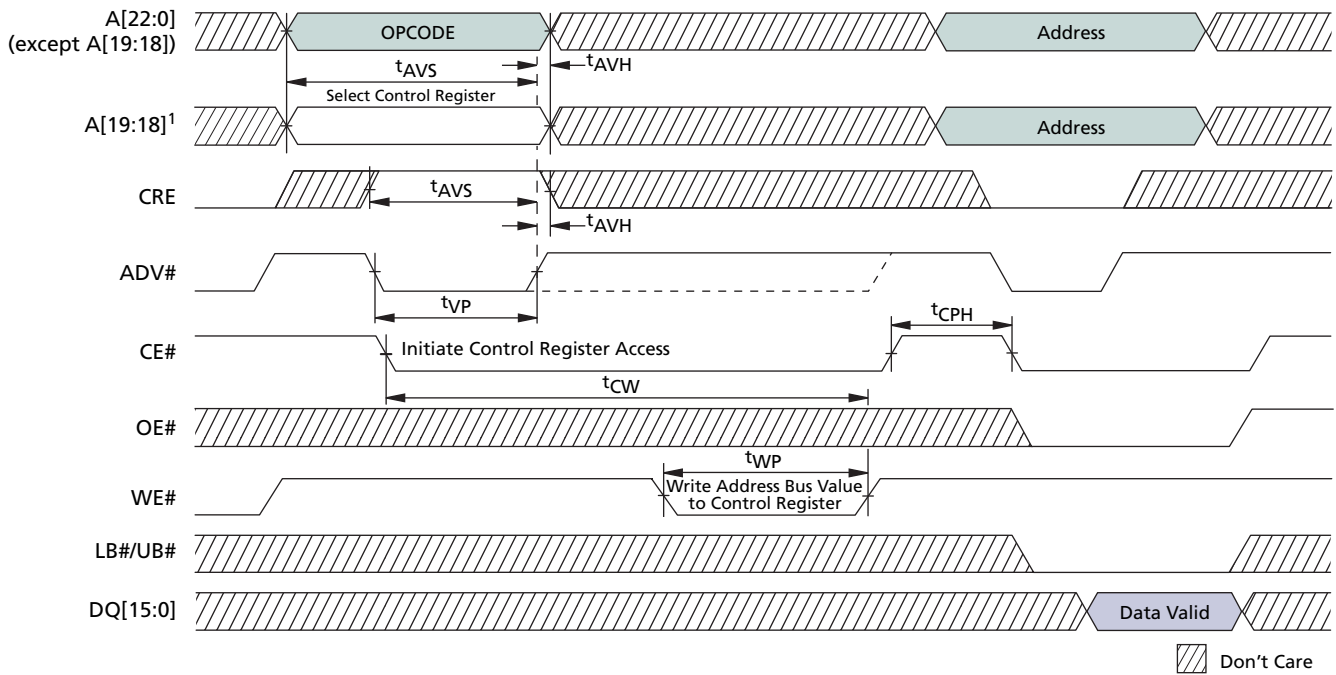 A[22:0]
(except A[19:18])
OPCODE
Address
tAVS
tAVH
Select Control Register
A[19:18]1
Address
CRE
tAVS
tAVH
ADV#
tVP
tCPH
CE#
Initiate Control Register Access
tCW
OE#
tWP
WE#
Write Address Bus Value
to Control Register
LB#/UB#
DQ[15:0]
Data Valid
Don't Care